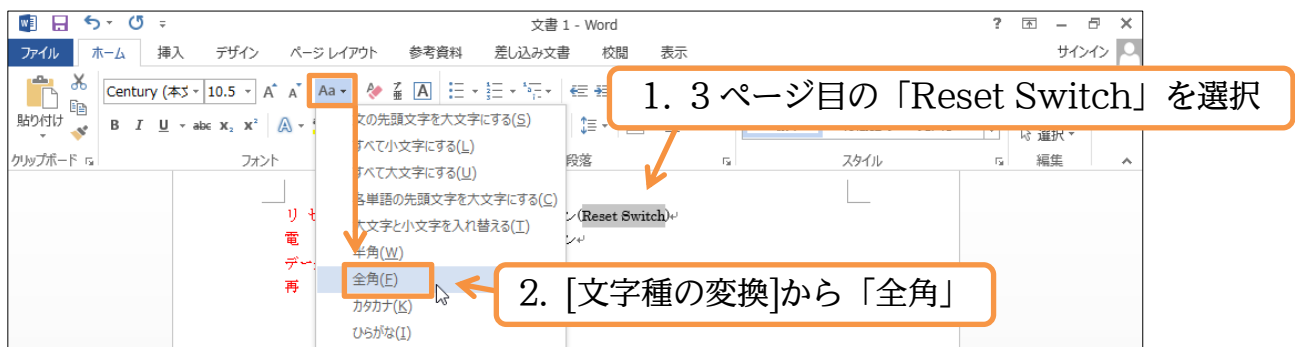 文書 1 - Word
ファイル ホーム 挿入 デザイン ページ レイアウト 参考資料 差し込み文書 校閲 表示 サインイン
Century (本文 10.5 A A Aa A
1. 3 ページ目の「Reset Switch」を選択
貼り付け B I U abc X₂ X² A 選択
文の先頭文字を大文字にする(S)
すべて小文字にする(L)
クリップボード フォント 段落 スタイル 編集
すべて大文字にする(U)
各単語の先頭文字を大文字にする(C)
リセ ン(Reset Switch)
大文字と小文字を入れ替える(T)
電 ン
半角(W)
デー
全角(F)
再
2. [文字種の変換]から「全角」
カタカナ(K)
ひらがな(I)